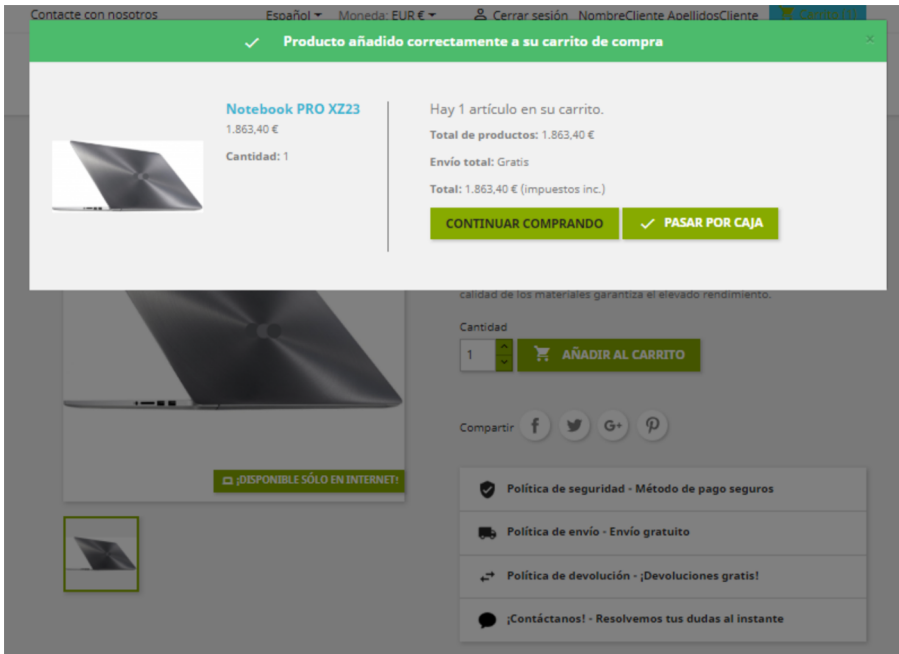 Contacte con nosotros
Español Moneda: EUR € Cerrar sesión NombreCliente ApellidosCliente
Producto añadido correctamente a su carrito de compra ×
Notebook PRO XZ23
1.863,40 €
Cantidad: 1
Hay 1 artículo en su carrito.
Total de productos: 1.863,40 €
Envío total: Gratis
Total: 1.863,40 € (impuestos inc.)
CONTINUAR COMPRANDO
PASAR POR CAJA
calidad de los materiales garantiza el elevado rendimiento.
Cantidad
1
AÑADIR AL CARRITO
Compartir
¡DISPONIBLE SÓLO EN INTERNET!
Política de seguridad - Método de pago seguros
Política de envío - Envío gratuito
Política de devolución - ¡Devoluciones gratis!
¡Contáctanos! - Resolvemos tus dudas al instante